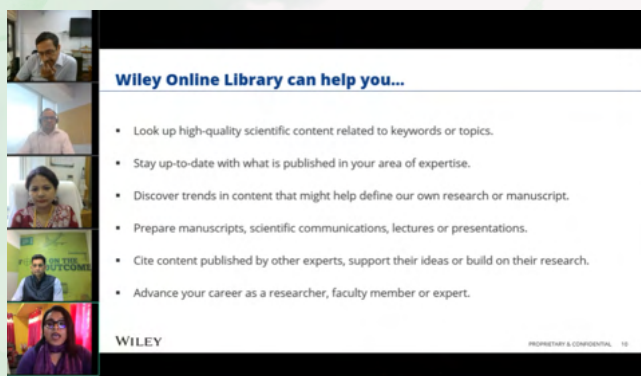 Wiley Online Library can help you...
▪ Look up high-quality scientific content related to keywords or topics.
▪ Stay up-to-date with what is published in your area of expertise.
▪ Discover trends in content that might help define our own research or manuscript.
▪ Prepare manuscripts, scientific communications, lectures or presentations.
▪ Cite content published by other experts, support their ideas or build on their research.
▪ Advance your career as a researcher, faculty member or expert.
ON THE
OUTCOME
WILEY
PROPRIETARY & CONFIDENTIAL 10